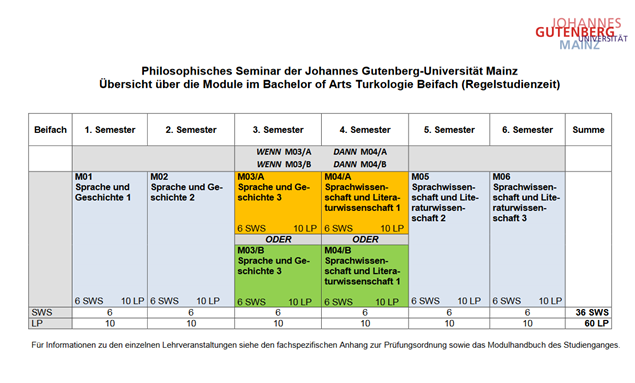 JOHANNES
GUTENBERG
UNIVERSITÄT
MAINZ
Philosophisches Seminar der Johannes Gutenberg-Universität Mainz
Übersicht über die Module im Bachelor of Arts Turkologie Beifach (Regelstudienzeit)
Beifach 1. Semester 2. Semester 3. Semester 4. Semester 5. Semester 6. Semester Summe
WENN M03/A DANN M04/A
WENN M03/B DANN M04/B
M01
Sprache und
Geschichte 1
6 SWS 10 LP
M02
Sprache und Ge-
schichte 2
6 SWS 10 LP
M03/A
Sprache und Ge-
schichte 3
6 SWS 10 LP
ODER
M03/B
Sprache und Ge-
schichte 3
6 SWS 10 LP
M04/A
Sprachwissen-
schaft und Litera-
turwissenschaft 1
6 SWS 10 LP
ODER
M04/B
Sprachwissen-
schaft und Litera-
turwissenschaft 1
6 SWS 10 LP
M05
Sprachwissen-
schaft und Lite-
raturwissen-
schaft 2
6 SWS 10 LP
M06
Sprachwissen-
schaft und Lite-
raturwissen-
schaft 3
6 SWS 10 LP
SWS 6 6 6 6 6 6 36 SWS
LP 10 10 10 10 10 10 60 LP
Für Informationen zu den einzelnen Lehrveranstaltungen siehe den fachspezifischen Anhang zur Prüfungsordnung sowie das Modulhandbuch des Studienganges.